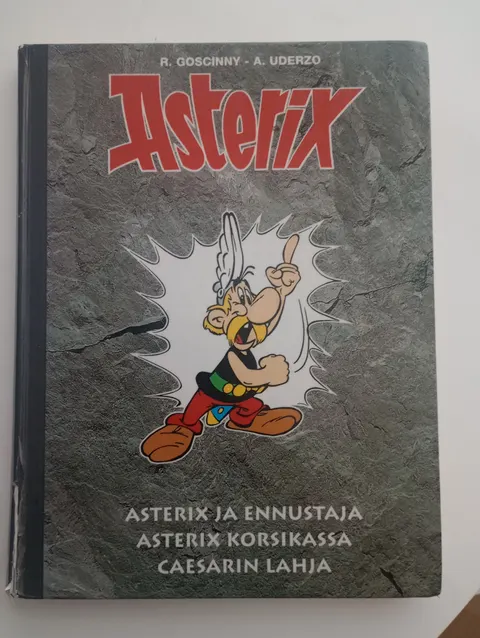 R. GOSCINNY - A. UDERZO
Asterix
ASTERIX JA ENNUSTAJA
ASTERIX KORSIKASSA
CAESARIN LAHJA